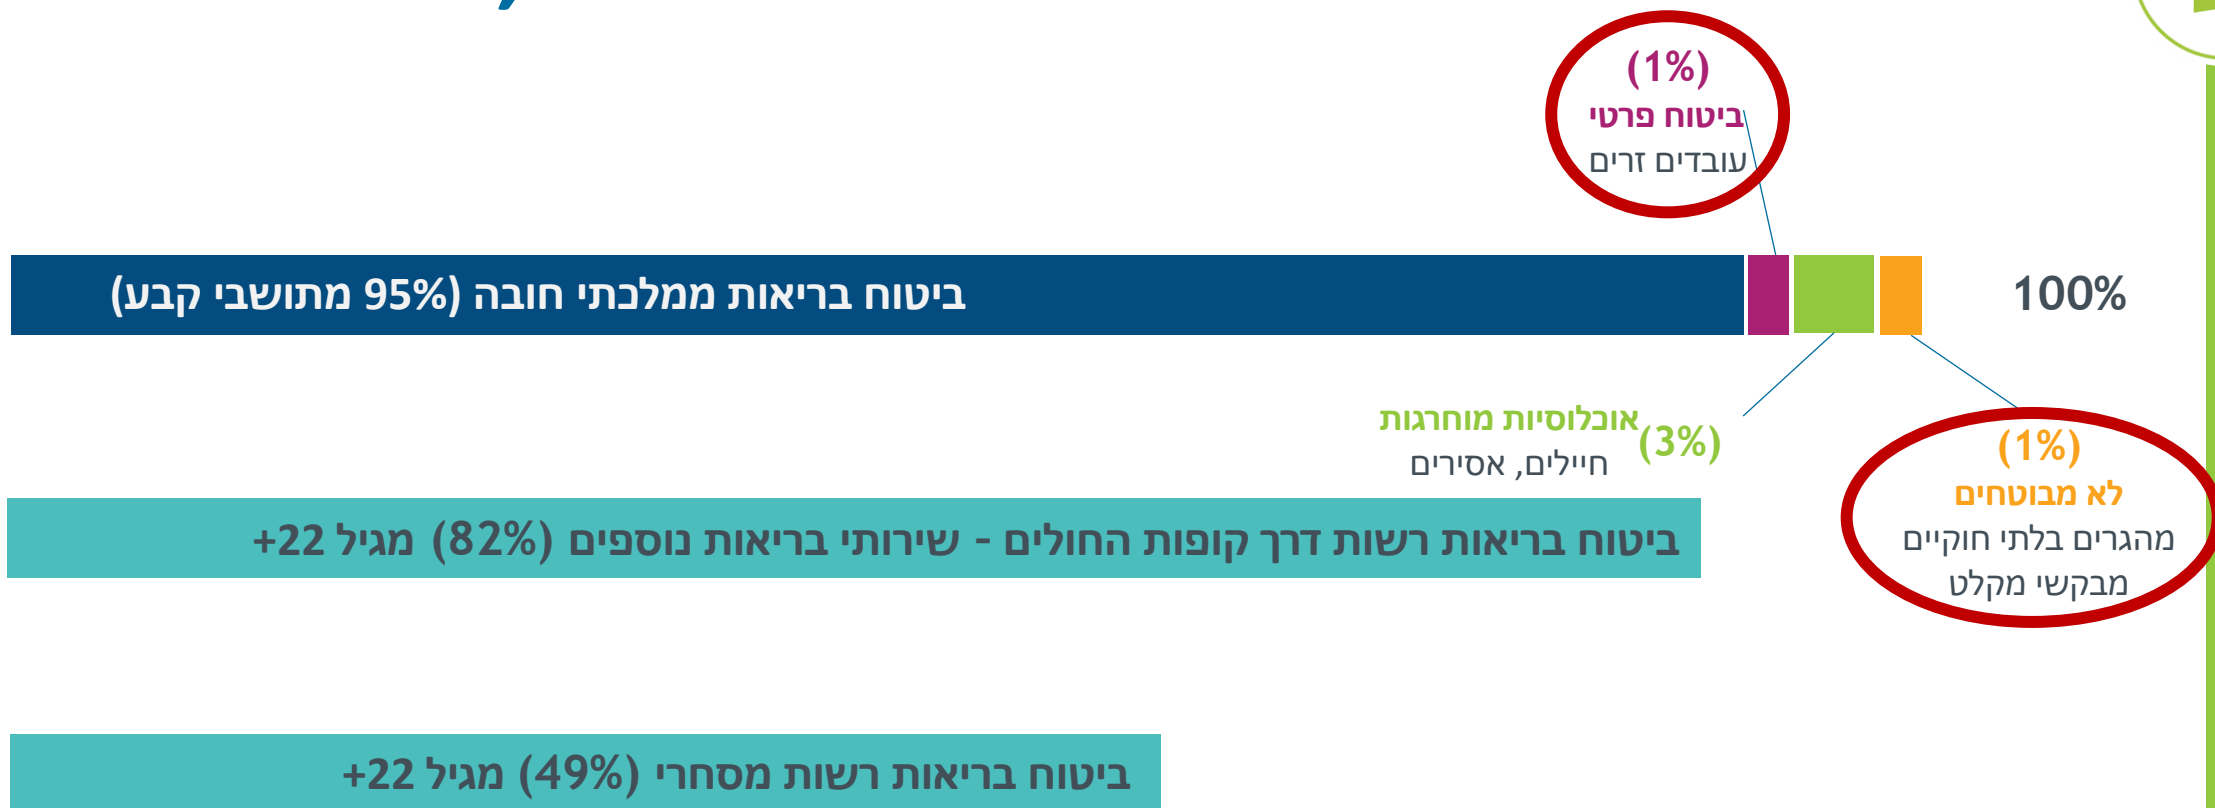 (1%)
ביטוח פרטי
עובדים זרים
ביטוח בריאות ממלכתי חובה (95% מתושבי קבע)
100%
אוכלוסיות מוחרגות
(3%)
חיילים, אסירים
(1%)
לא מבוטחים
מהגרים בלתי חוקיים
מבקשי מקלט
ביטוח בריאות רשות דרך קופות החולים - שירותי בריאות נוספים (82%) מגיל 22+
ביטוח בריאות רשות מסחרי (49%) מגיל 22+